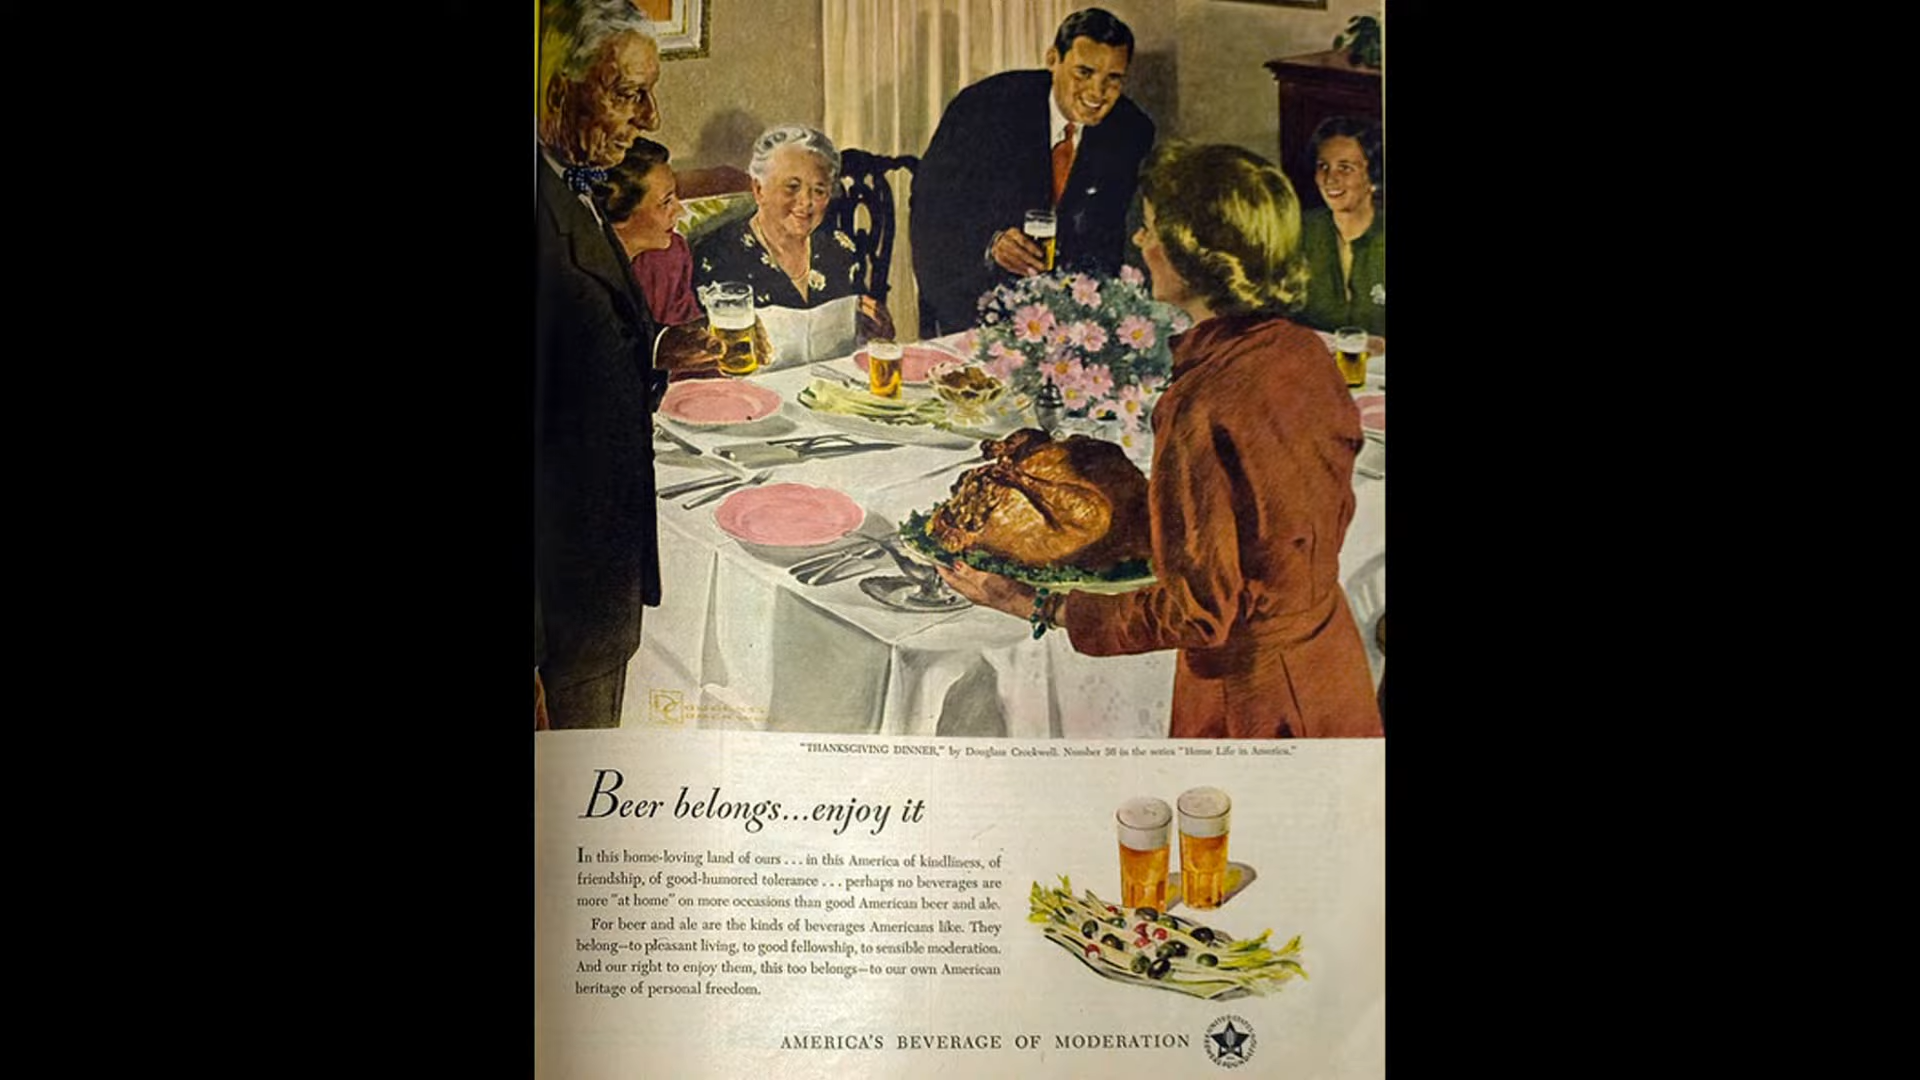 "THANKSGIVING DINNER," by Douglass Crockwell. Number 36 in the series "Home Life in America."
Beer belongs...enjoy it
In this home-loving land of ours ... in this America of kindliness, of
friendship, of good-humored tolerance ... perhaps no beverages are
more "at home" on more occasions than good American beer and ale.
For beer and ale are the kinds of beverages Americans like. They
belong—to pleasant living, to good fellowship, to sensible moderation.
And our right to enjoy them, this too belongs—to our own American
heritage of personal freedom.
AMERICA'S BEVERAGE OF MODERATION